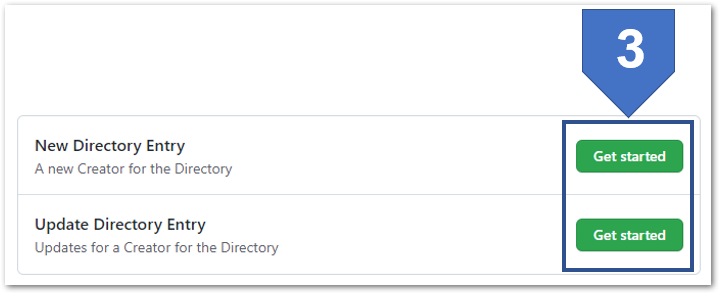 3
New Directory Entry
A new Creator for the Directory
Get started
Update Directory Entry
Updates for a Creator for the Directory
Get started